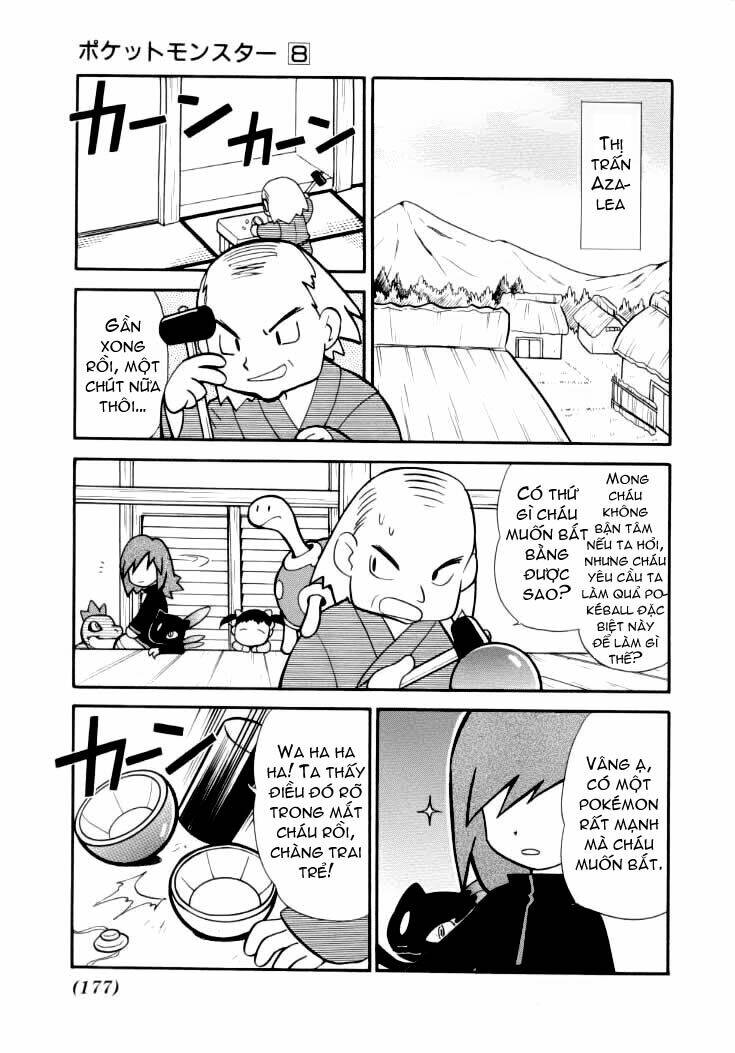 ポケットモンスター 8
THỊ
TRẤN
AZA-
LEA
カーン
カーン
GẦN
XONG
RỒI, MỘT
CHÚT NỮA
THÔI...
MONG
CHÁU
KHÔNG
BẬN TÂM
NẾU TA HỎI,
NHƯNG CHÁU
YÊU CẦU TA
LÀM QUẢ PO-
KÉBALL ĐẶC
BIỆT NÀY
ĐỂ LÀM GÌ
THẾ?
CÓ THỨ
GÌ CHÁU
MUỐN BẮT
BẰNG
ĐƯỢC
SAO?
VÂNG Ạ,
CÓ MỘT
POKÉMON
RẤT MẠNH
MÀ CHÁU
MUỐN BẮT.
カーン
WA HA HA
HA! TA THẤY
ĐIỀU ĐÓ RÕ
TRONG MẮT
CHÁU RỒI,
CHÀNG TRAI
TRẺ!
(177)